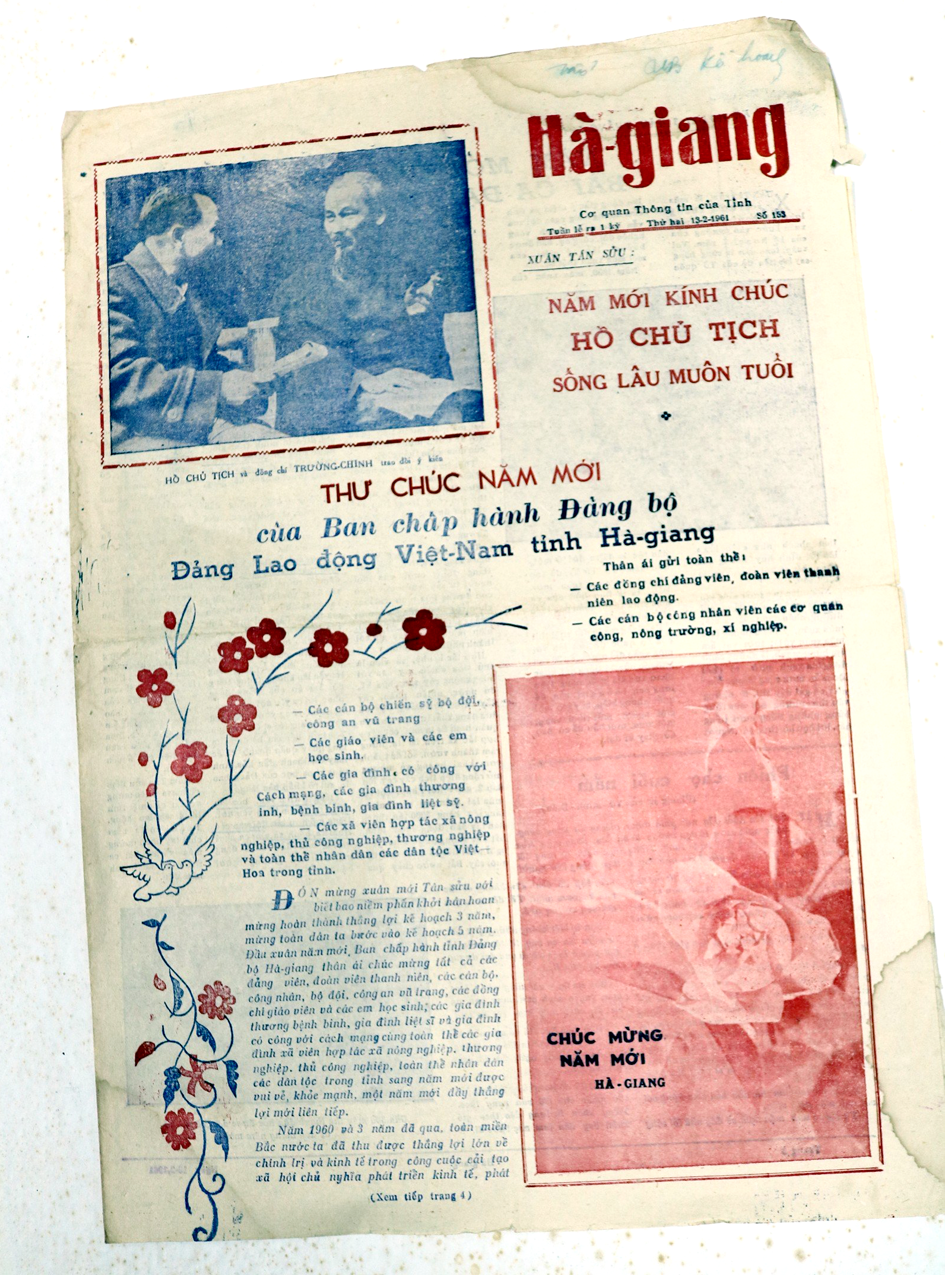 Hà-giang
Cơ quan Thông tin của Tỉnh
Tuần lễ ra 1 kỳ Thứ hai 13-2-1961 Số 153
XUÂN TÂN SỬU :
NĂM MỚI KÍNH CHÚC
HỒ CHỦ TỊCH
SỐNG LÂU MUÔN TUỔI
HỒ CHỦ TỊCH và đồng chí TRƯỜNG-CHINH trao đổi ý kiến
THƯ CHÚC NĂM MỚI
của Ban chấp hành Đảng bộ
Đảng Lao động Việt-Nam tỉnh Hà-giang
Thân ái gửi toàn thể:
— Các đồng chí đảng viên, đoàn viên thanh
niên lao động.
— Các cán bộ công nhân viên các cơ quan
công, nông trường, xí nghiệp.
— Các cán bộ chiến sỹ bộ đội,
công an vũ trang
— Các giáo viên và các em
học sinh.
— Các gia đình có công với
Cách mạng, các gia đình thương
inh, bệnh binh, gia đình liệt sỹ.
— Các xã viên hợp tác xã nông
nghiệp, thủ công nghiệp, thương nghiệp
và toàn thể nhân dân các dân tộc Việt—
Hoa trong tỉnh.
ĐÓN mừng xuân mới Tân sửu với
biết bao niềm phấn khởi hân hoan
mừng hoàn thành thắng lợi kế hoạch 3 năm,
mừng toàn dân ta bước vào kế hoạch 5 năm.
Đầu xuân năm mới, Ban chấp hành tỉnh Đảng
bộ Hà-giang thân ái chúc mừng tất cả các
đảng viên, đoàn viên thanh niên, các cán bộ,
công nhân, bộ đội, công an vũ trang, các đồng
chí giáo viên và các em học sinh; các gia đình
thương bệnh binh, gia đình liệt sĩ và gia đình
có công với cách mạng cùng toàn thể các gia
đình xã viên hợp tác xã nông nghiệp, thương
nghiệp, thủ công nghiệp, toàn thể nhân dân
các dân tộc trong tỉnh sang năm mới được
vui vẻ, khỏe mạnh, một năm mới đầy thắng
lợi mới liên tiếp.
Năm 1960 và 3 năm đã qua, toàn miền
Bắc nước ta đã thu được thắng lợi lớn về
chính trị và kinh tế trong công cuộc cải tạo
xã hội chủ nghĩa phát triển kinh tế, phát
(Xem tiếp trang 4)
CHÚC MỪNG
NĂM MỚI
HÀ-GIANG